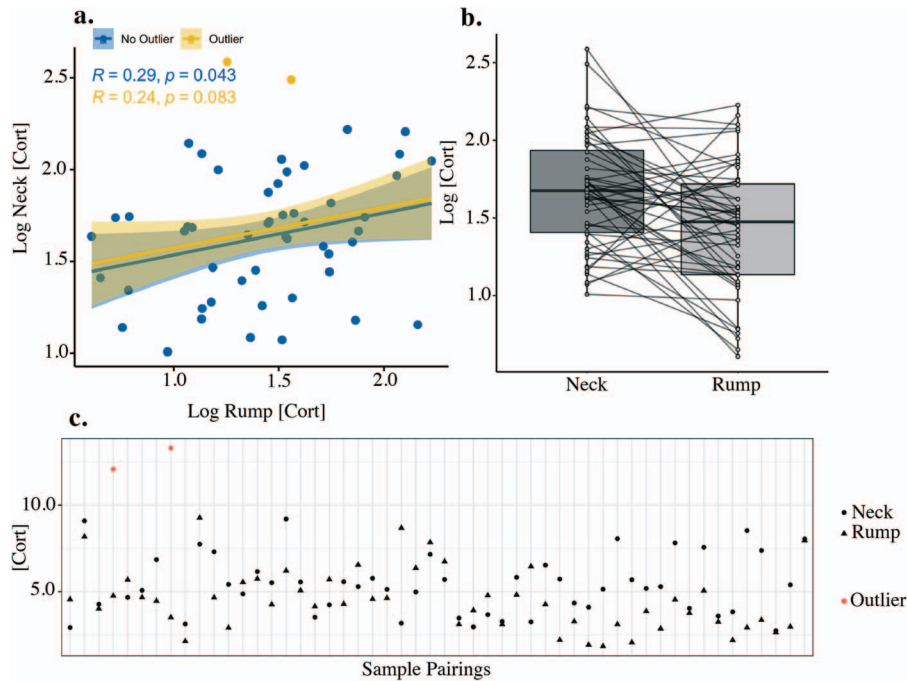 a.
No Outlier
Outlier
R = 0.29, p = 0.043
R = 0.24, p = 0.083
2.5
2.0
1.5
1.0
Log Neck [Cort]
1.0
1.5
2.0
Log Rump [Cort]
b.
2.5
2.0
1.5
1.0
Log [Cort]
Neck
Rump
c.
10.0
5.0
[Cort]
Sample Pairings
Neck
Rump
Outlier